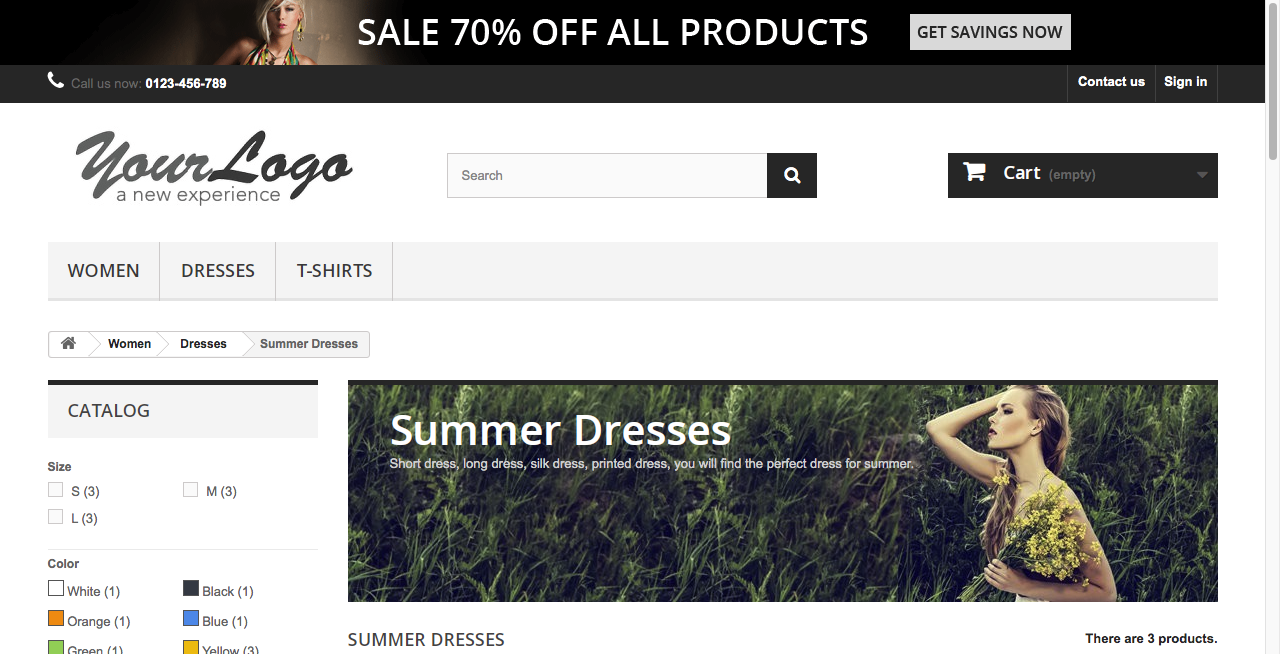 SALE 70% OFF ALL PRODUCTS
GET SAVINGS NOW
Call us now: 0123-456-789
Contact us
Sign in
Your Logo
a new experience
Search
Cart (empty)
WOMEN
DRESSES
T-SHIRTS
Women
Dresses
Summer Dresses
CATALOG
Size
S (3)
M (3)
L (3)
Color
White (1)
Black (1)
Orange (1)
Blue (1)
Green (1)
Yellow (3)
Summer Dresses
Short dress, long dress, silk dress, printed dress, you will find the perfect dress for summer.
SUMMER DRESSES
There are 3 products.